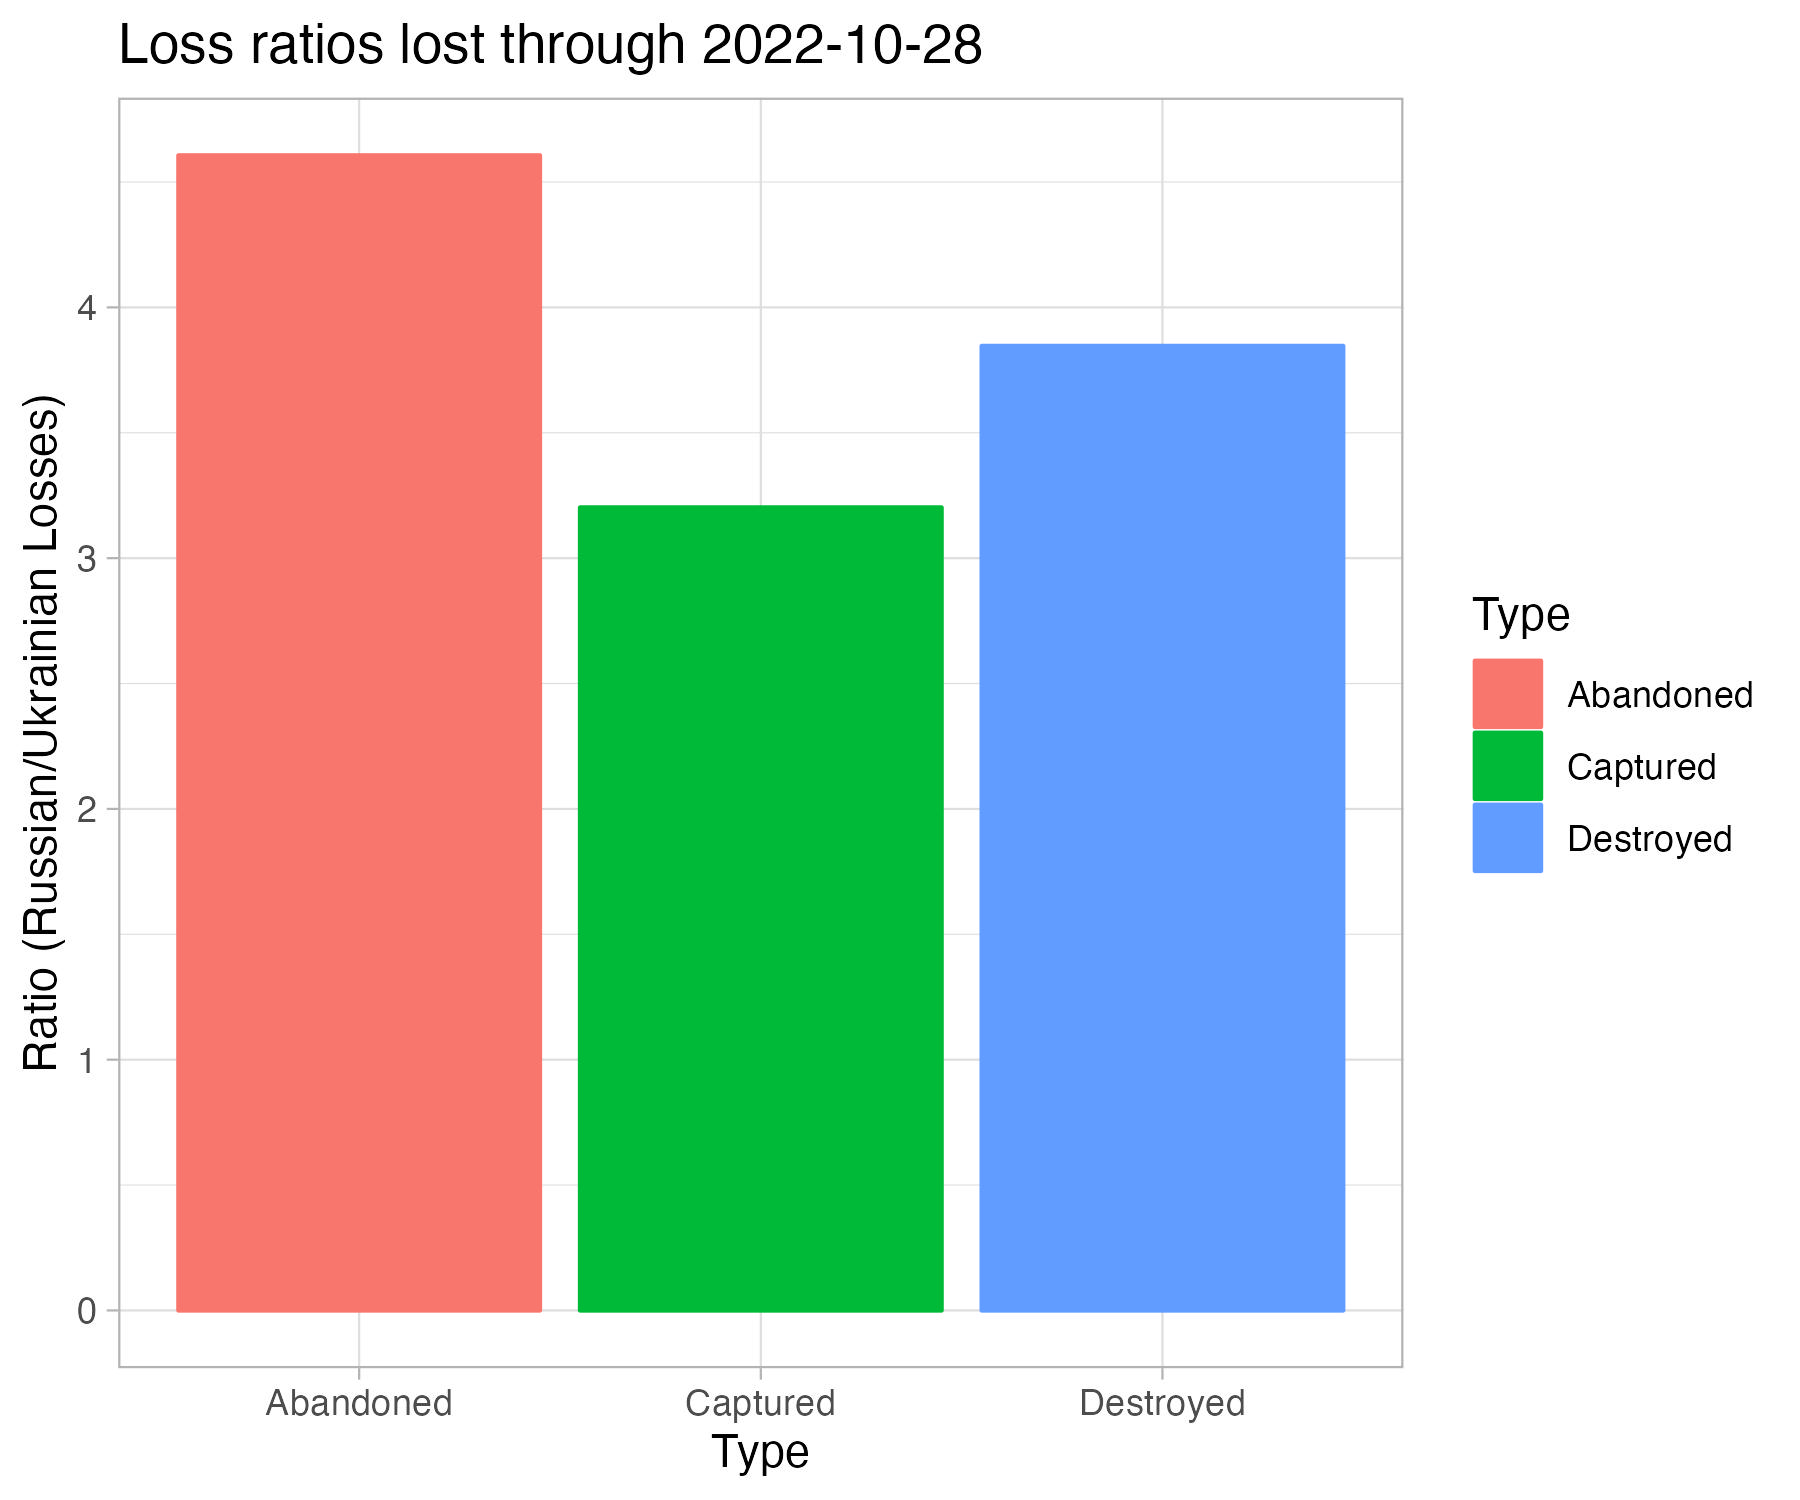 Loss ratios lost through 2022-10-28
Ratio (Russian/Ukrainian Losses)
4
3
2
1
0
Abandoned
Captured
Destroyed
Type
Type
Abandoned
Captured
Destroyed